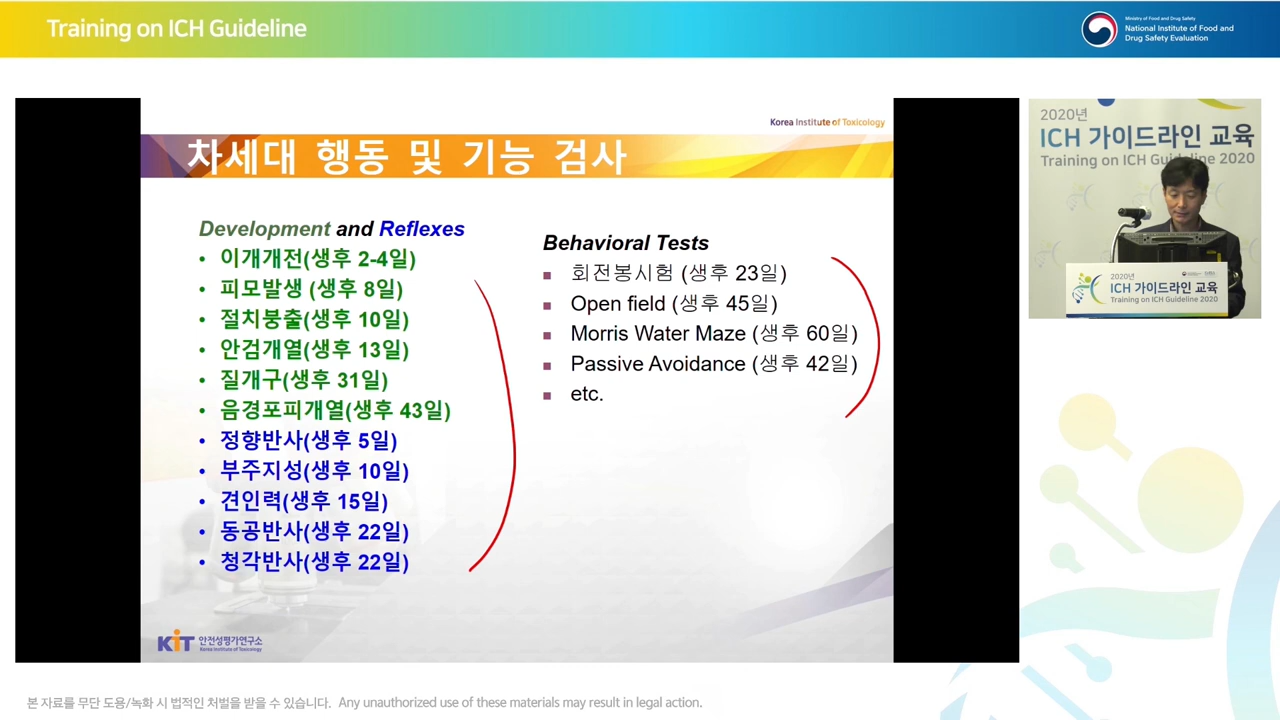 Training on ICH Guideline
Ministry of Food and Drug Safety
National Institute of Food and
Drug Safety Evaluation
Korea Institute of Toxicology
차세대 행동 및 기능 검사
Development and Reflexes
• 이개개전(생후 2-4일)
• 피모발생 (생후 8일)
• 절치붕출(생후 10일)
• 안검개열(생후 13일)
• 질개구(생후 31일)
• 음경포피개열(생후 43일)
• 정향반사(생후 5일)
• 부주지성(생후 10일)
• 견인력(생후 15일)
• 동공반사(생후 22일)
• 청각반사(생후 22일)
Behavioral Tests
▪ 회전봉시험 (생후 23일)
▪ Open field (생후 45일)
▪ Morris Water Maze (생후 60일)
▪ Passive Avoidance (생후 42일)
▪ etc.
KiT 안전성평가연구소
Korea Institute of Toxicology
2020년
ICH 가이드라인 교육
Training on ICH Guideline 2020
2020년
ICH 가이드라인 교육
Training on ICH Guideline 2020
본 자료를 무단 도용/녹화 시 법적인 처벌을 받을 수 있습니다. Any unauthorized use of these materials may result in legal action.